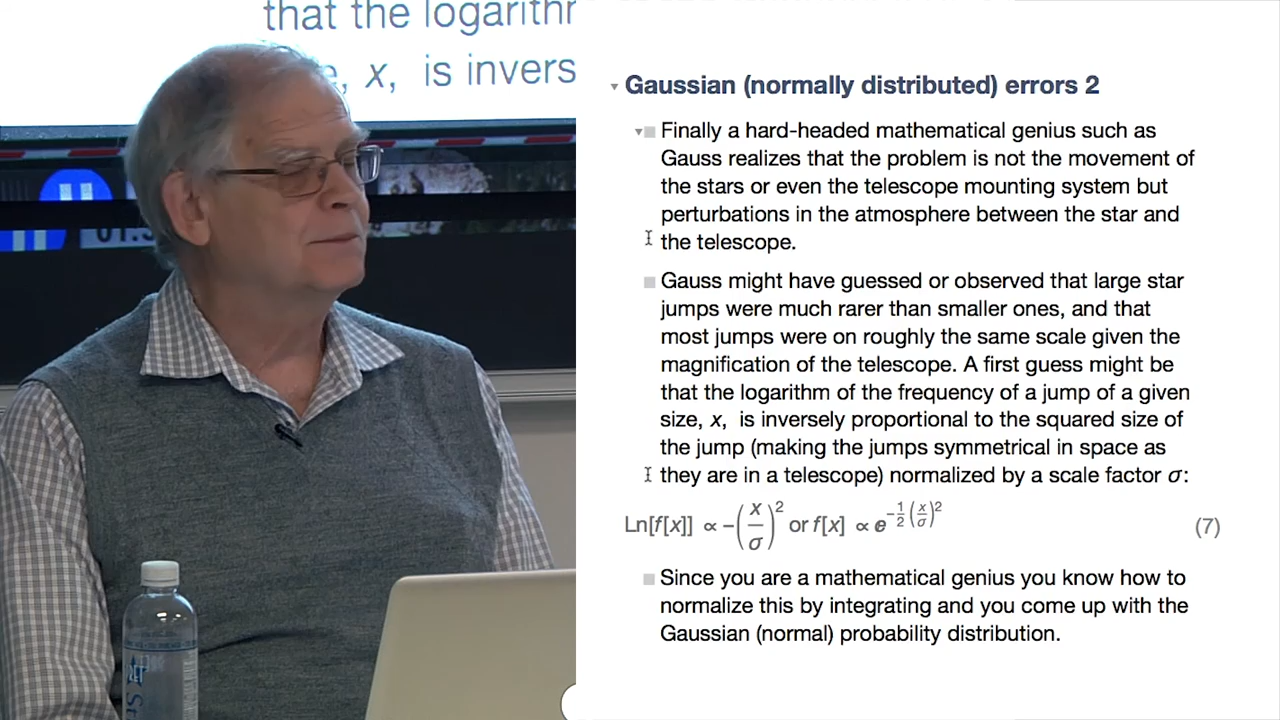 that the logarithm
e, x, is invers
Gaussian (normally distributed) errors 2
Finally a hard-headed mathematical genius such as
Gauss realizes that the problem is not the movement of
the stars or even the telescope mounting system but
perturbations in the atmosphere between the star and
the telescope.
Gauss might have guessed or observed that large star
jumps were much rarer than smaller ones, and that
most jumps were on roughly the same scale given the
magnification of the telescope. A first guess might be
that the logarithm of the frequency of a jump of a given
size, x, is inversely proportional to the squared size of
the jump (making the jumps symmetrical in space as
they are in a telescope) normalized by a scale factor σ:
Ln[f[x]] ∝ -(x/σ)² or f[x] ∝ e^(-1/2 (x/σ)²) (7)
Since you are a mathematical genius you know how to
normalize this by integrating and you come up with the
Gaussian (normal) probability distribution.